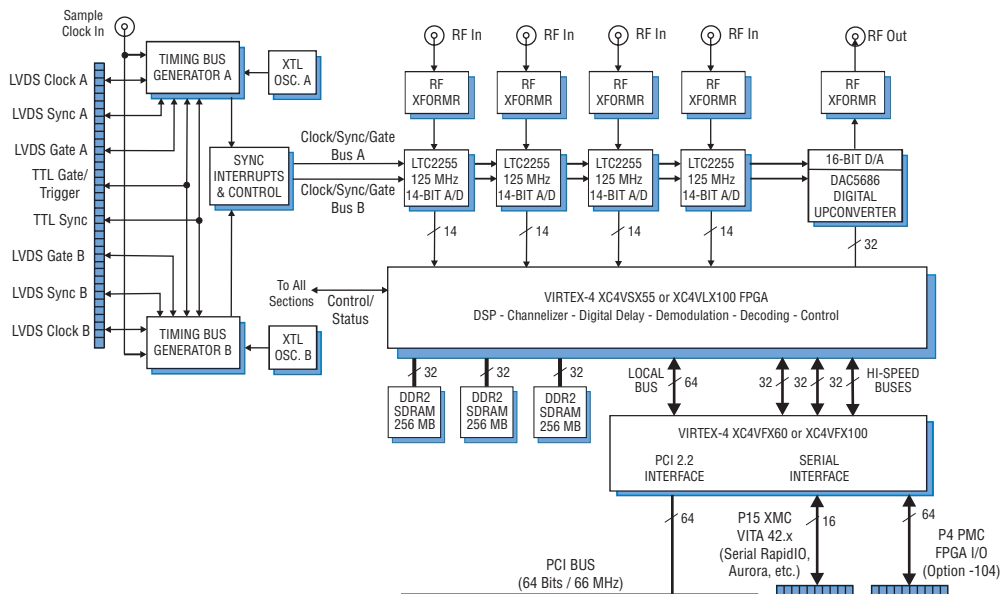 Sample
Clock In
LVDS Clock A
LVDS Sync A
LVDS Gate A
TTL Gate/
Trigger
TTL Sync
LVDS Gate B
LVDS Sync B
LVDS Clock B
TIMING BUS
GENERATOR A
XTL
OSC. A
SYNC
INTERRUPTS
& CONTROL
TIMING BUS
GENERATOR B
XTL
OSC. B
Clock/Sync/Gate
Bus A
Clock/Sync/Gate
Bus B
RF In
RF In
RF In
RF In
RF Out
RF
XFORMR
RF
XFORMR
RF
XFORMR
RF
XFORMR
RF
XFORMR
LTC2255
125 MHz
14-BIT A/D
LTC2255
125 MHz
14-BIT A/D
LTC2255
125 MHz
14-BIT A/D
LTC2255
125 MHz
14-BIT A/D
16-BIT D/A
DAC5686
DIGITAL
UPCONVERTER
14
14
14
14
32
To All
Sections
Control/
Status
VIRTEX-4 XC4VSX55 or XC4VLX100 FPGA
DSP - Channelizer - Digital Delay - Demodulation - Decoding - Control
32
32
32
DDR2
SDRAM
256 MB
DDR2
SDRAM
256 MB
DDR2
SDRAM
256 MB
LOCAL
BUS
64
32
32
32
HI-SPEED
BUSES
VIRTEX-4 XC4VFX60 or XC4VFX100
PCI 2.2
INTERFACE
SERIAL
INTERFACE
64
16
64
P15 XMC
VITA 42.x
(Serial RapidIO,
Aurora, etc.)
P4 PMC
FPGA I/O
(Option -104)
PCI BUS
(64 Bits / 66 MHz)